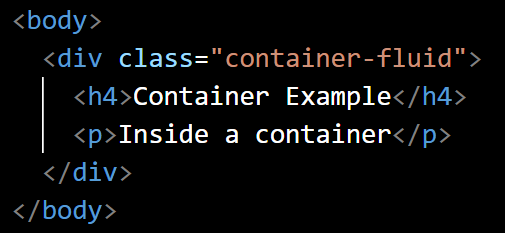 <body>
<div class="container-fluid">
<h4>Container Example</h4>
<p>Inside a container</p>
</div>
</body>